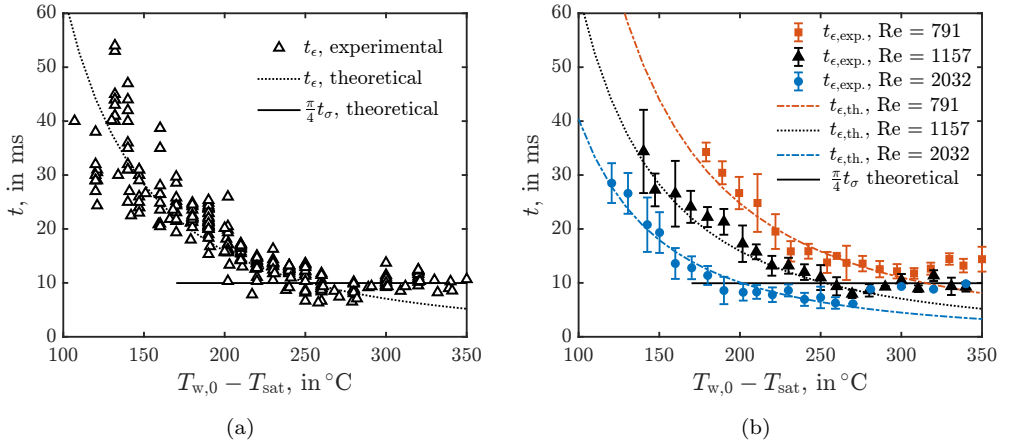 60
50
40
30
20
10
0
100 150 200 250 300 350
t, in ms
T_w,0 − T_sat, in °C
t_ϵ, experimental
t_ϵ, theoretical
π/4 t_σ, theoretical
(a)
60
50
40
30
20
10
0
100 150 200 250 300 350
t, in ms
T_w,0 − T_sat, in °C
t_ϵ,exp., Re = 791
t_ϵ,exp., Re = 1157
t_ϵ,exp., Re = 2032
t_ϵ,th., Re = 791
t_ϵ,th., Re = 1157
t_ϵ,th., Re = 2032
π/4 t_σ theoretical
(b)